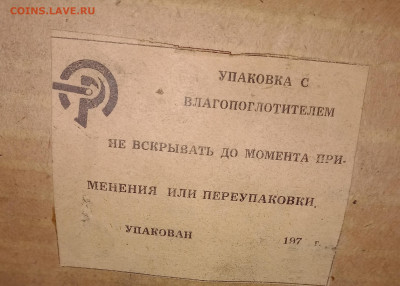 COINS.LAVE.RU
УПАКОВКА С
ВЛАГОПОГЛОТИТЕЛЕМ
НЕ ВСКРЫВАТЬ ДО МОМЕНТА ПРИ-
МЕНЕНИЯ ИЛИ ПЕРЕУПАКОВКИ.
УПАКОВАН 197 г.